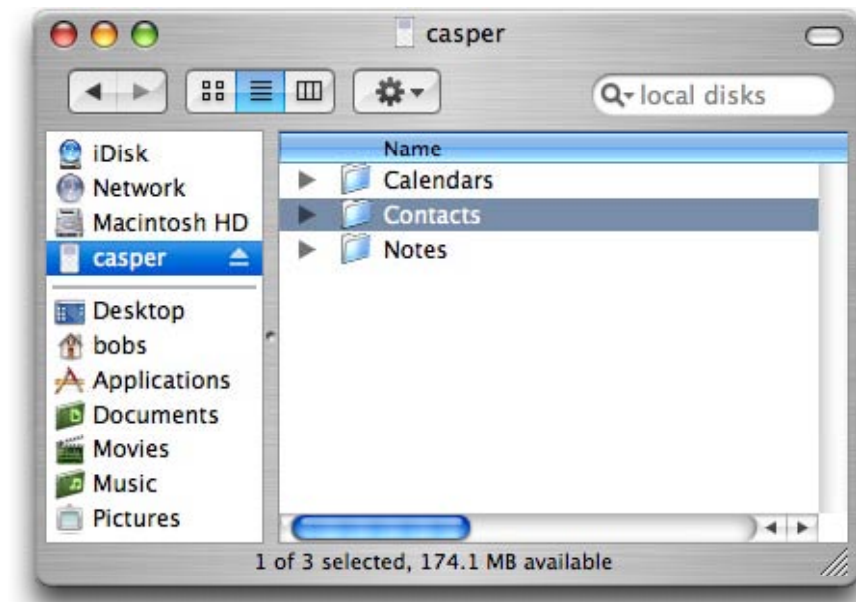 casper
local disks
iDisk
Network
Macintosh HD
casper
Desktop
bobs
Applications
Documents
Movies
Music
Pictures
Name
Calendars
Contacts
Notes
1 of 3 selected, 174.1 MB available